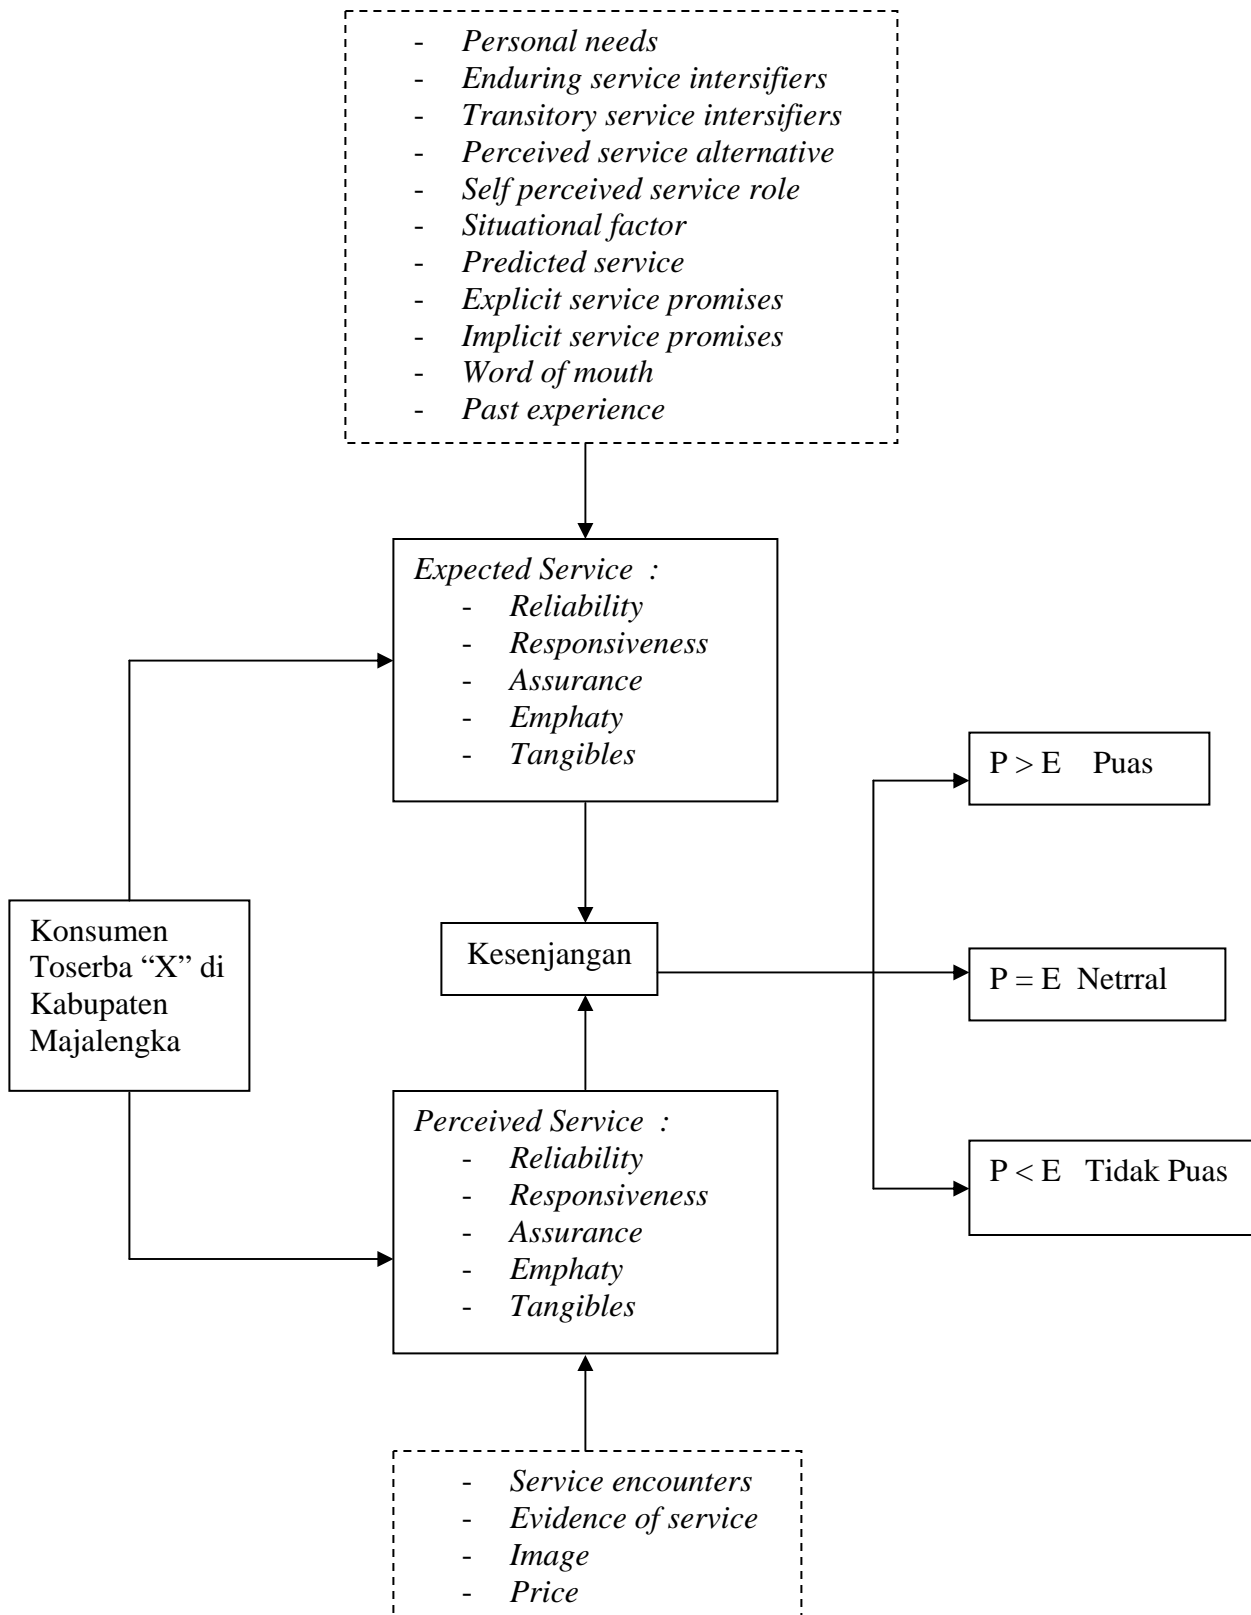 - Personal needs
- Enduring service intersifiers
- Transitory service intersifiers
- Perceived service alternative
- Self perceived service role
- Situational factor
- Predicted service
- Explicit service promises
- Implicit service promises
- Word of mouth
- Past experience
Expected Service :
- Reliability
- Responsiveness
- Assurance
- Emphaty
- Tangibles
P > E Puas
Konsumen
Toserba “X” di
Kabupaten
Majalengka
Kesenjangan
P = E Netrral
Perceived Service :
- Reliability
- Responsiveness
- Assurance
- Emphaty
- Tangibles
P < E Tidak Puas
- Service encounters
- Evidence of service
- Image
- Price